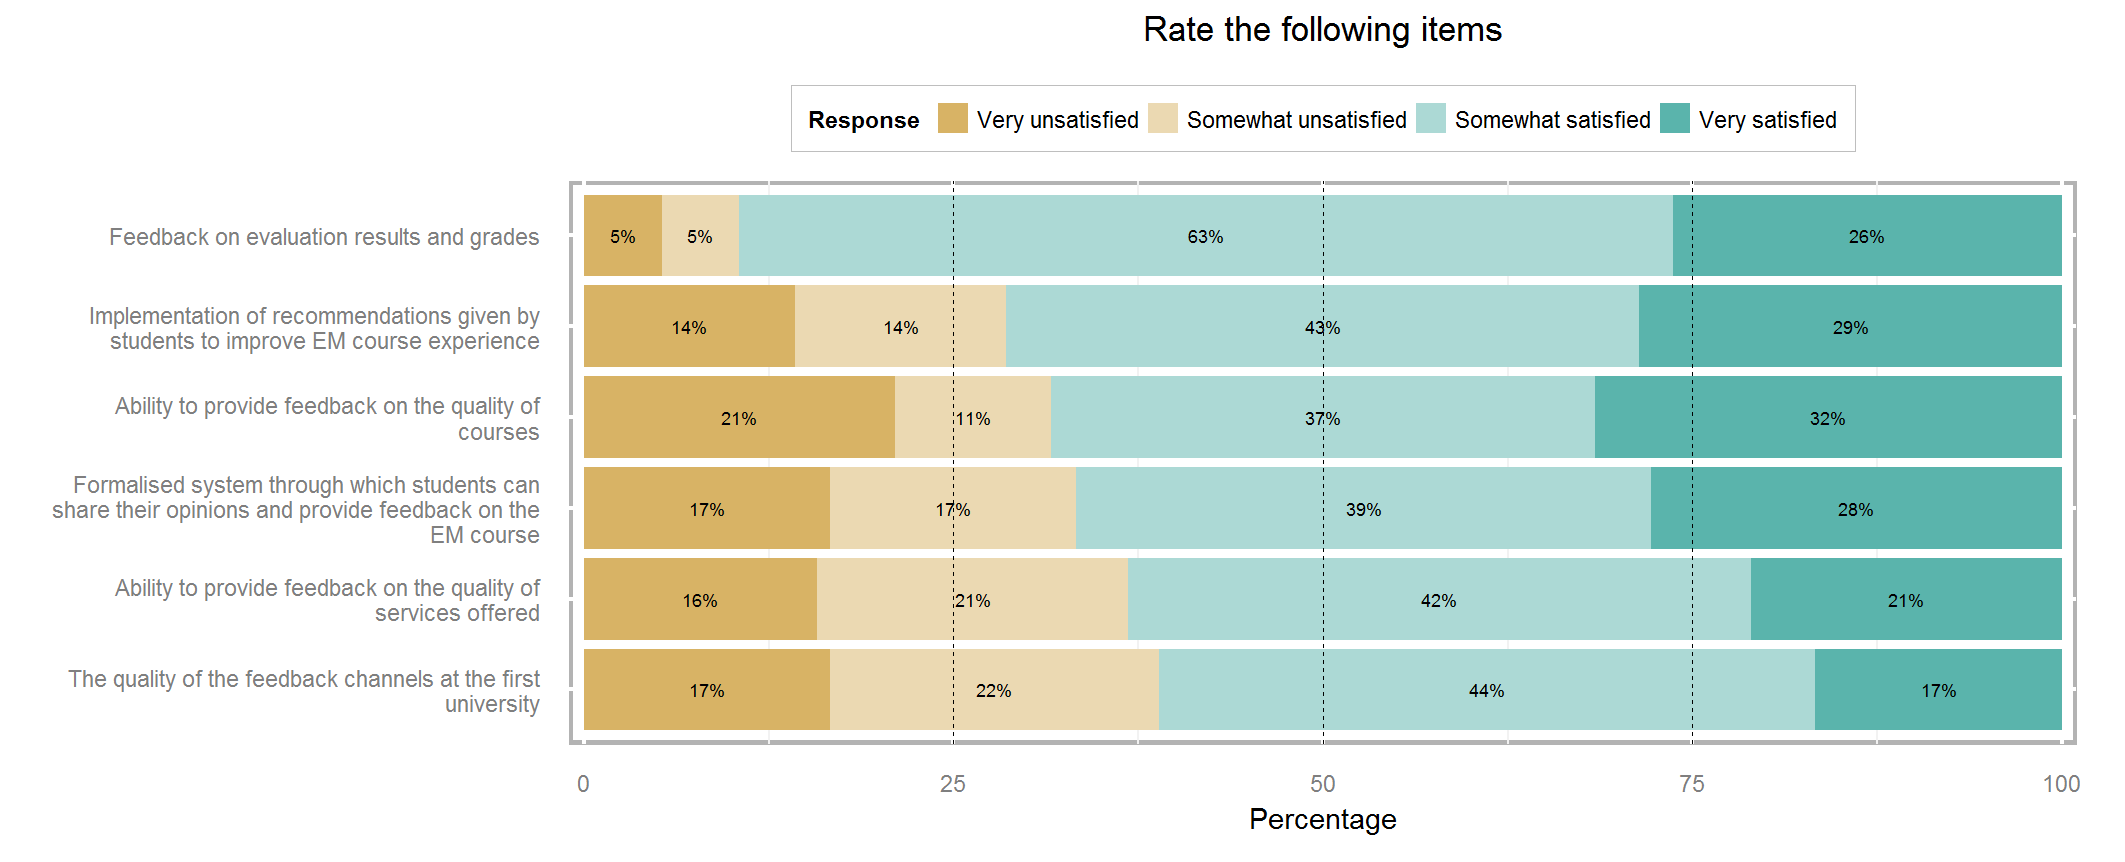 Rate the following items
Response Very unsatisfied Somewhat unsatisfied Somewhat satisfied Very satisfied
Feedback on evaluation results and grades
5% 5% 63% 26%
Implementation of recommendations given by
students to improve EM course experience
14% 14% 43% 29%
Ability to provide feedback on the quality of
courses
21% 11% 37% 32%
Formalised system through which students can
share their opinions and provide feedback on the
EM course
17% 17% 39% 28%
Ability to provide feedback on the quality of
services offered
16% 21% 42% 21%
The quality of the feedback channels at the first
university
17% 22% 44% 17%
0 25 50 75 100
Percentage